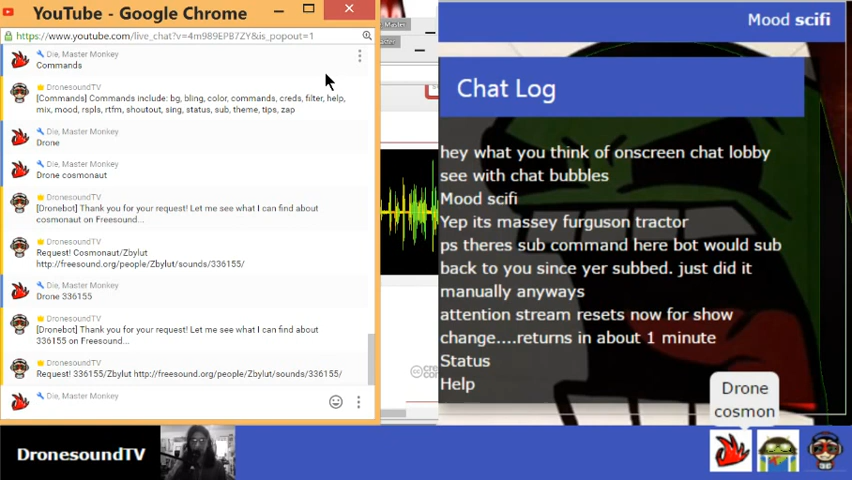 YouTube - Google Chrome
https://www.youtube.com/live_chat?v=4m989EPB7ZY&is_popout=1
Die, Master Monkey
Commands
DronesoundTV
[Commands] Commands include: bg, bling, color, commands, creds, filter, help,
mix, mood, rspls, rtfm, shoutout, sing, status, sub, theme, tips, zap
Die, Master Monkey
Drone
Die, Master Monkey
Drone cosmonaut
DronesoundTV
[Dronebot] Thank you for your request! Let me see what I can find about
cosmonaut on Freesound...
DronesoundTV
Request! Cosmonaut/Zbylut
http://freesound.org/people/Zbylut/sounds/336155/
Die, Master Monkey
Drone 336155
DronesoundTV
[Dronebot] Thank you for your request! Let me see what I can find about
336155 on Freesound...
DronesoundTV
Request! 336155/Zbylut http://freesound.org/people/Zbylut/sounds/336155/
Die, Master Monkey
Master
Master
cc crea
Mood scifi
Chat Log
hey what you think of onscreen chat lobby
see with chat bubbles
Mood scifi
Yep its massey furguson tractor
ps theres sub command here bot would sub
back to you since yer subbed. just did it
manually anyways
attention stream resets now for show
change....returns in about 1 minute
Status
Help
Drone
cosmon
DronesoundTV